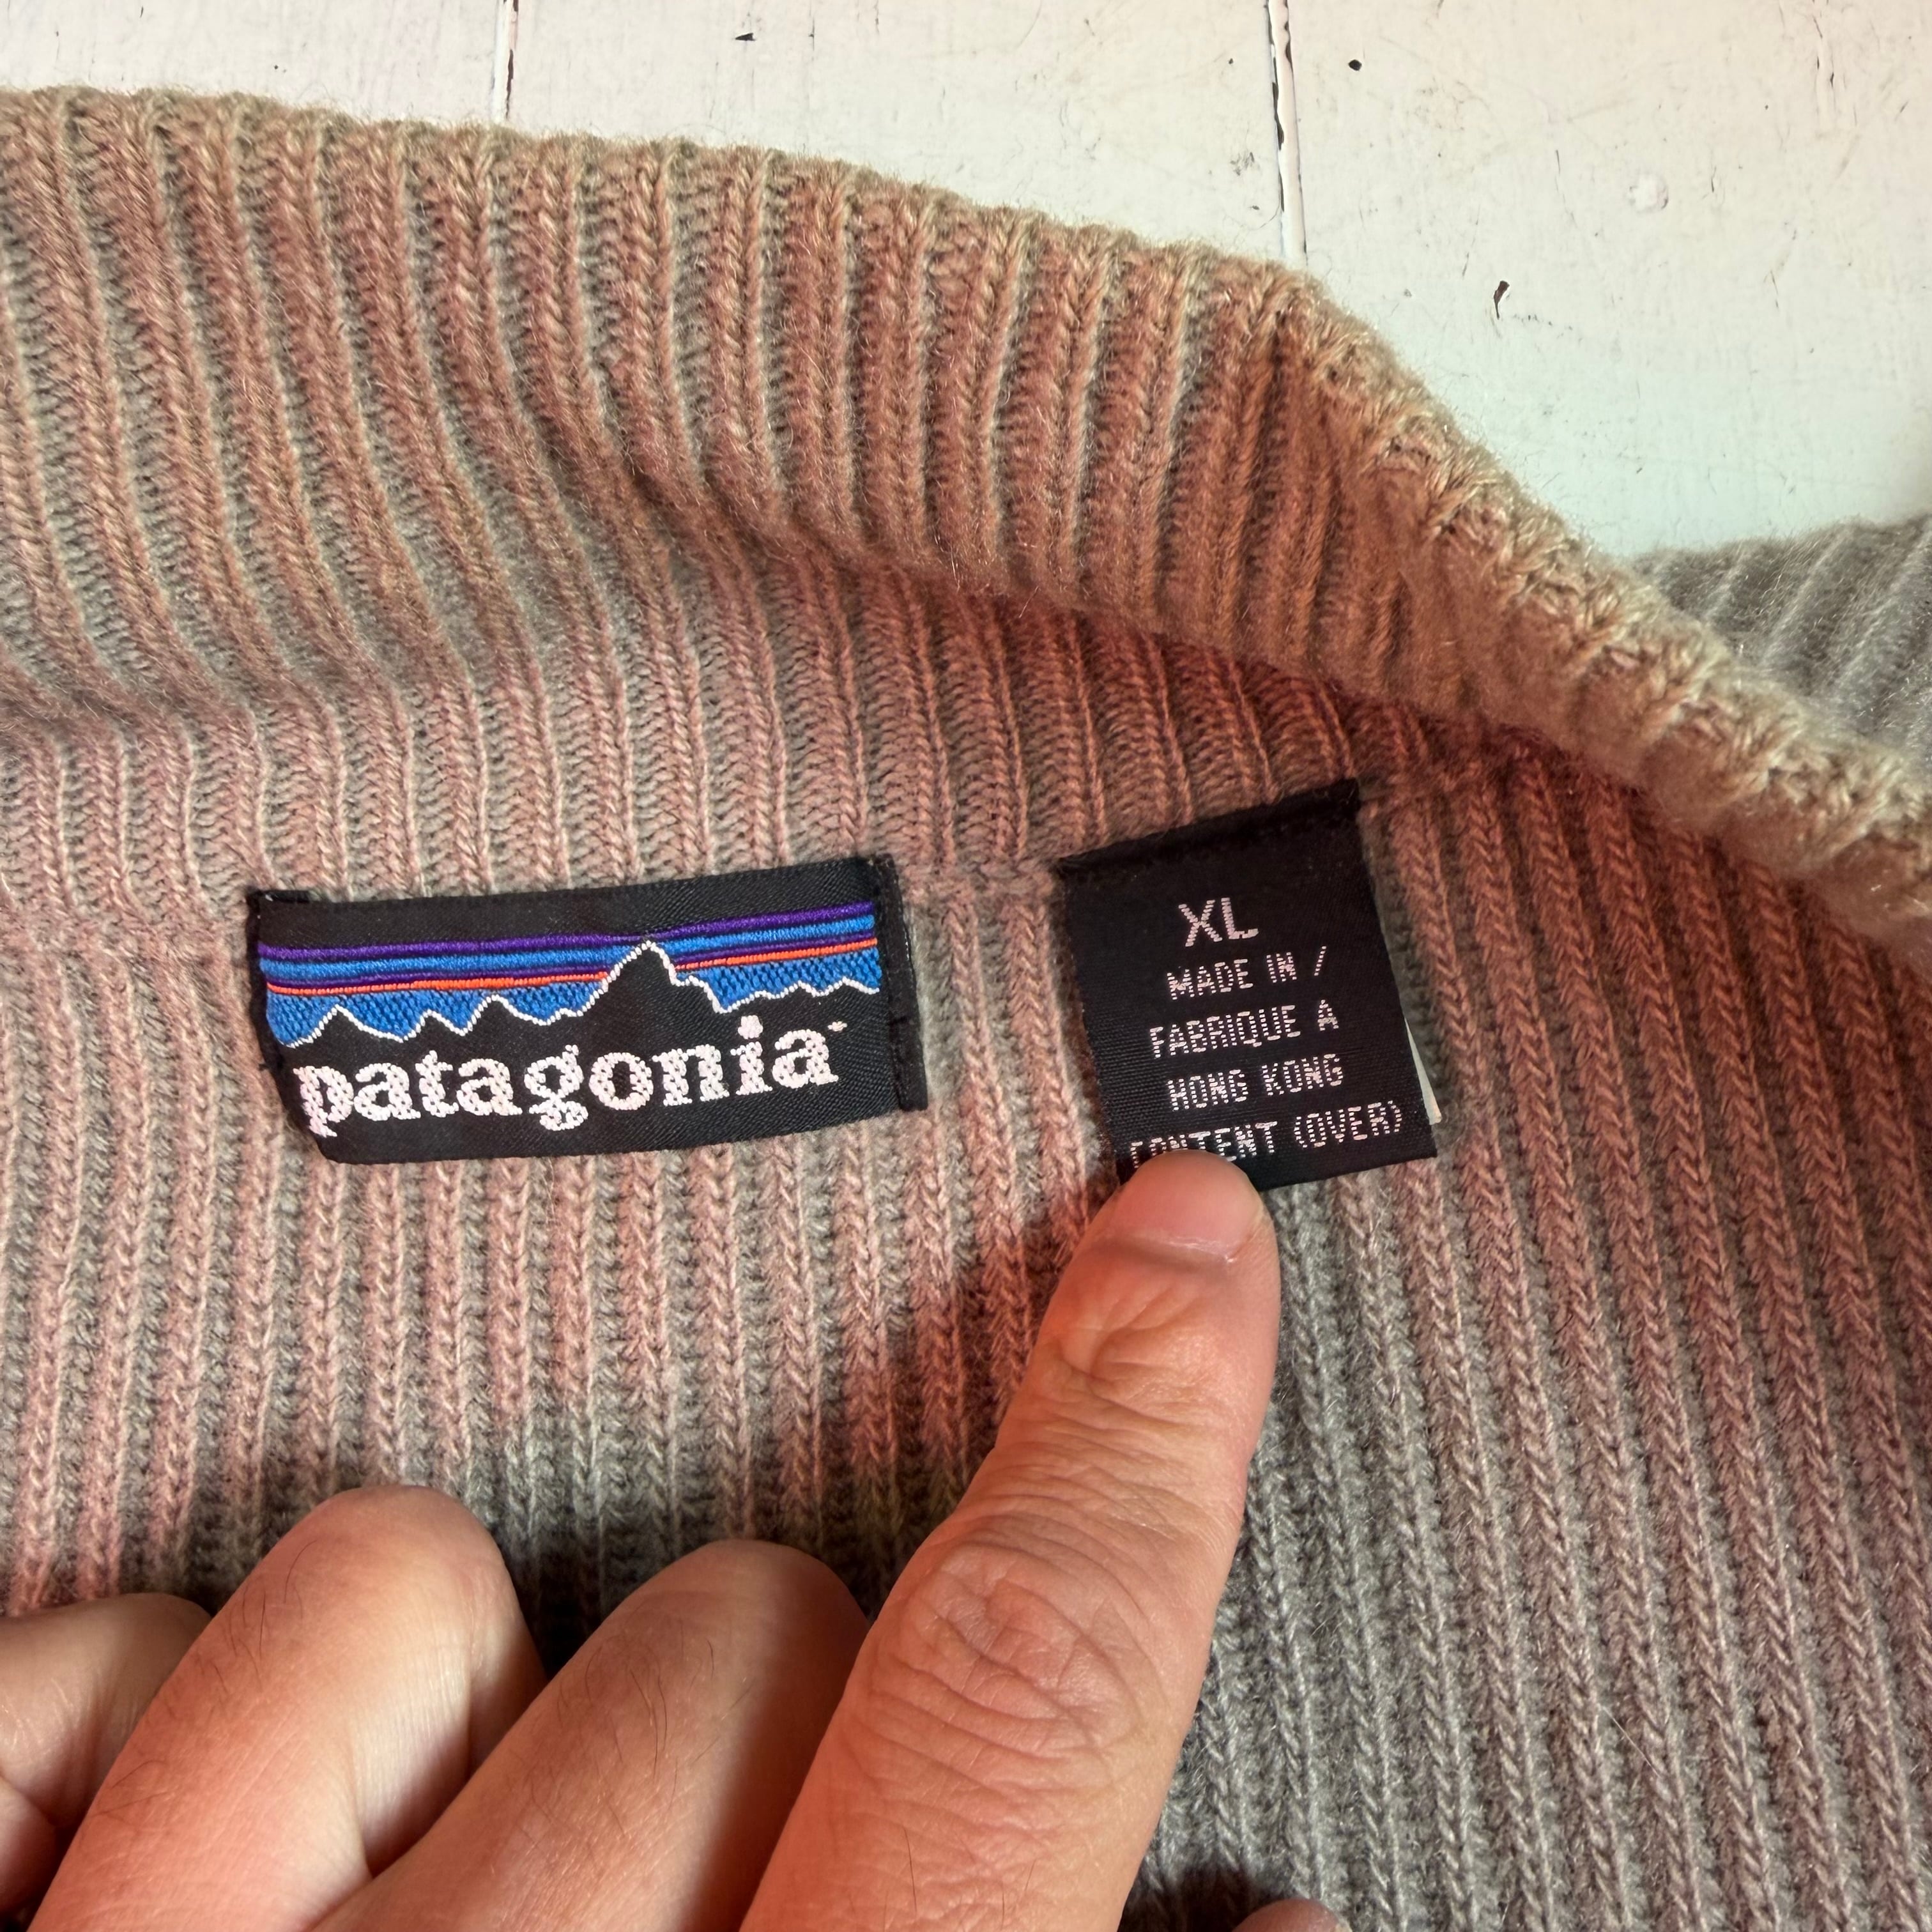 patagonia
XL
MADE IN /
FABRIQUE À
HONG KONG
CONTENT (OVER)